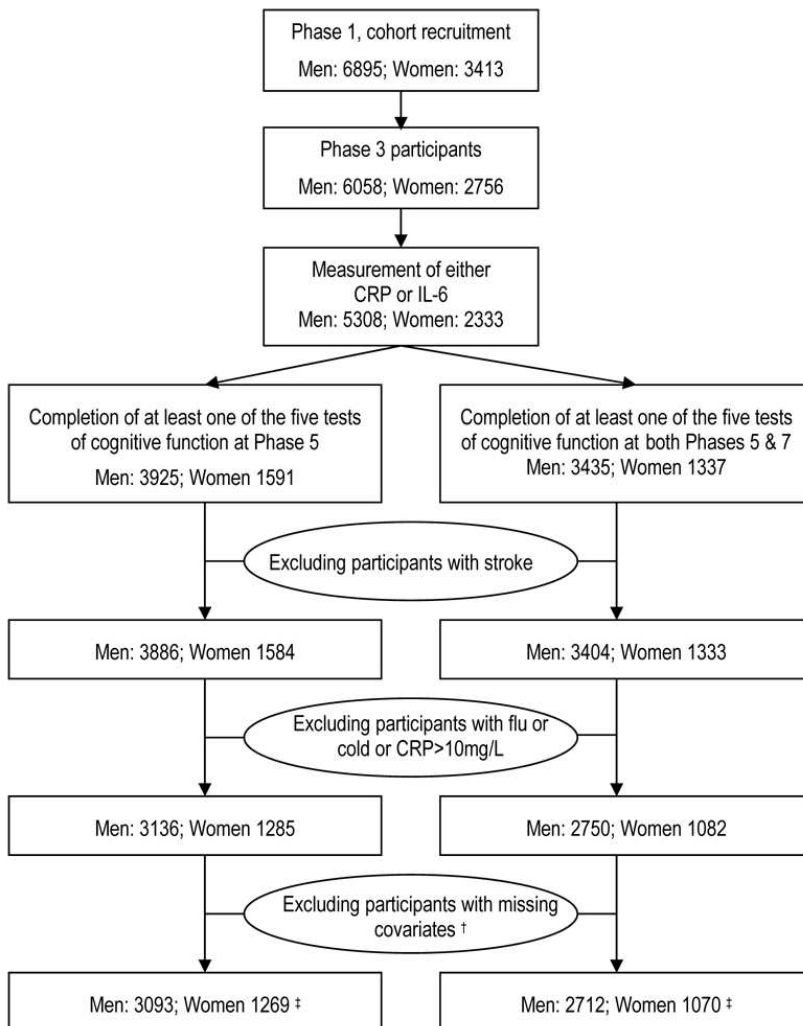 Phase 1, cohort recruitment
Men: 6895; Women: 3413
Phase 3 participants
Men: 6058; Women: 2756
Measurement of either
CRP or IL-6
Men: 5308; Women: 2333
Completion of at least one of the five tests
of cognitive function at Phase 5
Men: 3925; Women 1591
Completion of at least one of the five tests
of cognitive function at both Phases 5 & 7
Men: 3435; Women 1337
Excluding participants with stroke
Men: 3886; Women 1584
Men: 3404; Women 1333
Excluding participants with flu or
cold or CRP>10mg/L
Men: 3136; Women 1285
Men: 2750; Women 1082
Excluding participants with missing
covariates †
Men: 3093; Women 1269 ‡
Men: 2712; Women 1070 ‡